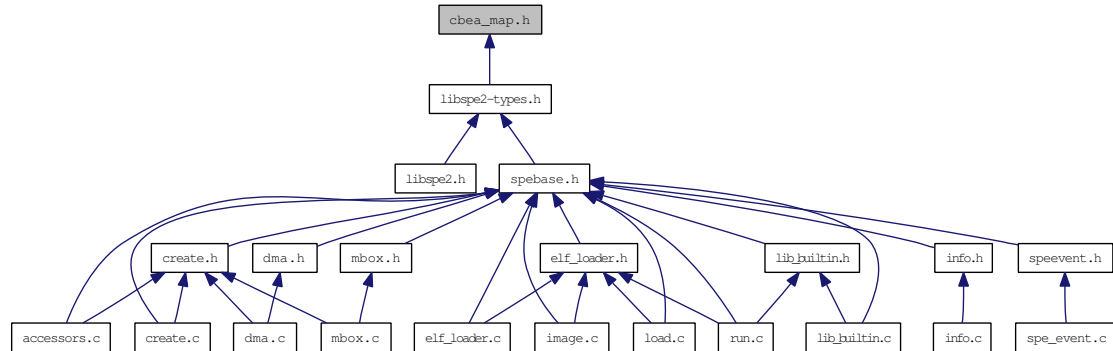 cbea_map.h
libspe2-types.h
libspe2.h
spebase.h
create.h
dma.h
mbox.h
elf_loader.h
lib_builtin.h
info.h
speevent.h
accessors.c
create.c
dma.c
mbox.c
elf_loader.c
image.c
load.c
run.c
lib_builtin.c
info.c
spe_event.c